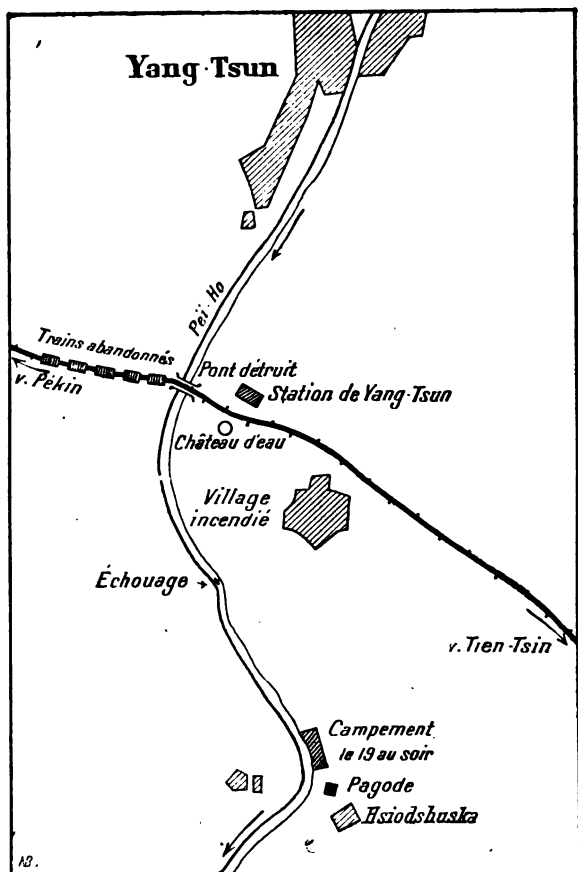 Yang-Tsun
Peï-Ho
Trains abandonnés
v. Pékin
Pont détruit
Station de Yang-Tsun
Château d'eau
Village
incendié
Échouage
v. Tien-Tsin
Campement
le 19 au soir
Pagode
Hsiodshuska